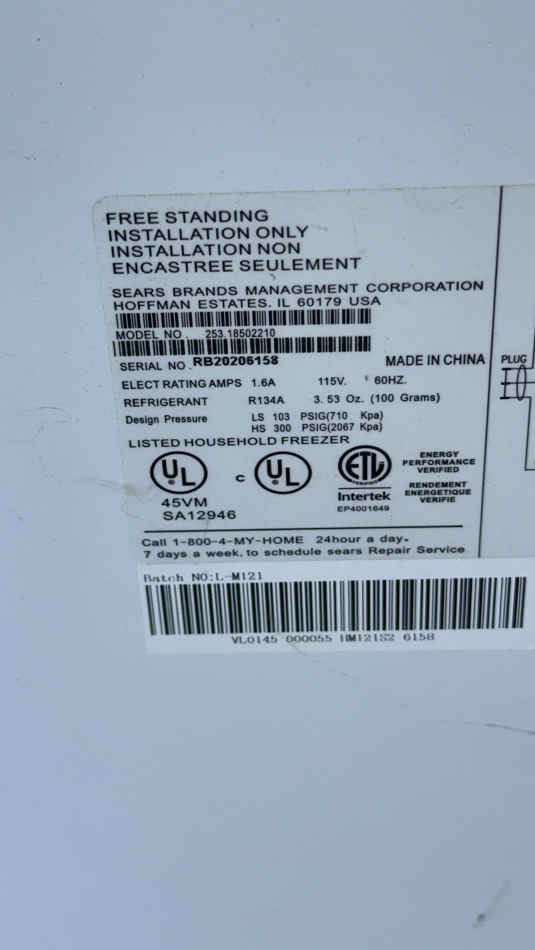 FREE STANDING
INSTALLATION ONLY
INSTALLATION NON
ENCASTREE SEULEMENT
SEARS BRANDS MANAGEMENT CORPORATION
HOFFMAN ESTATES. IL 60179 USA
MODEL NO. 253.18502210
SERIAL NO. RB20206158 MADE IN CHINA
ELECT RATING AMPS 1.6A 115V. 60HZ.
REFRIGERANT R134A 3. 53 Oz. (100 Grams)
Design Pressure LS 103 PSIG(710 Kpa)
HS 300 PSIG(2067 Kpa)
LISTED HOUSEHOLD FREEZER
UL
c UL
ETL
Intertek
EP4001649
ENERGY
PERFORMANCE
VERIFIED
RENDEMENT
ENERGETIQUE
VERIFIE
45VM
SA12946
Call 1-800-4-MY-HOME 24hour a day-
7 days a week, to schedule sears Repair Service
PLUG
Batch NO:L-M121
VL0145 000055 HM121S2 6158